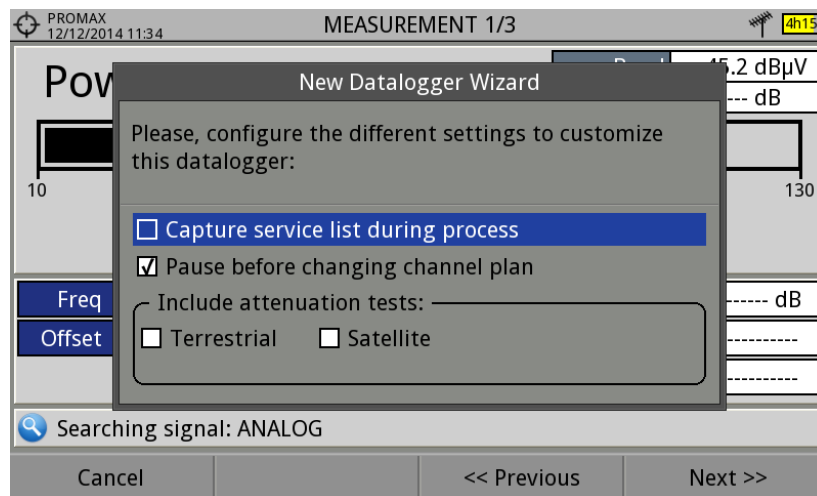 PROMAX
12/12/2014 11:34
MEASUREMENT 1/3
4h15
New Datalogger Wizard
.2 dBµV
--- dB
Please, configure the different settings to customize
this datalogger:
10
130
Capture service list during process
Pause before changing channel plan
Include attenuation tests:
Terrestrial
Satellite
Freq
------ dB
Offset
----------
----------
Searching signal: ANALOG
Cancel
<< Previous
Next >>